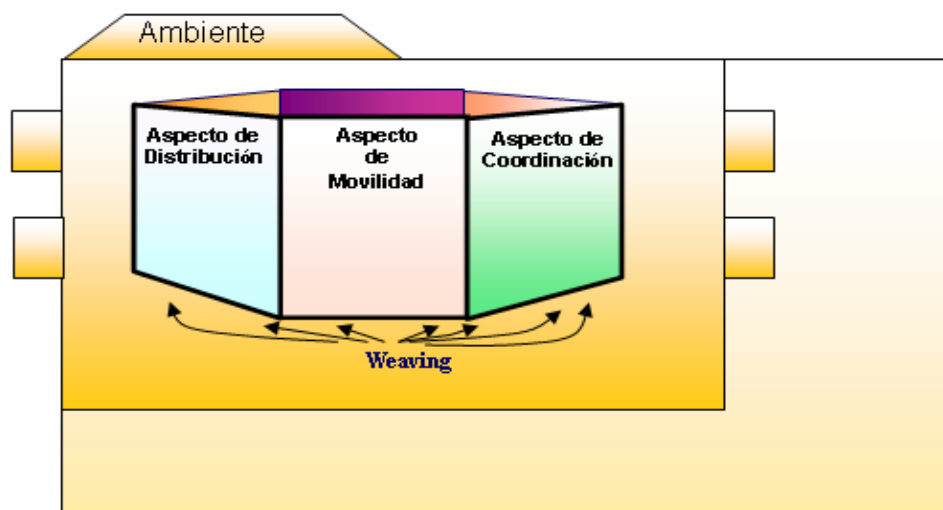 Ambiente
Aspecto de
Distribución
Aspecto
de
Movilidad
Aspecto de
Coordinación
Weaving